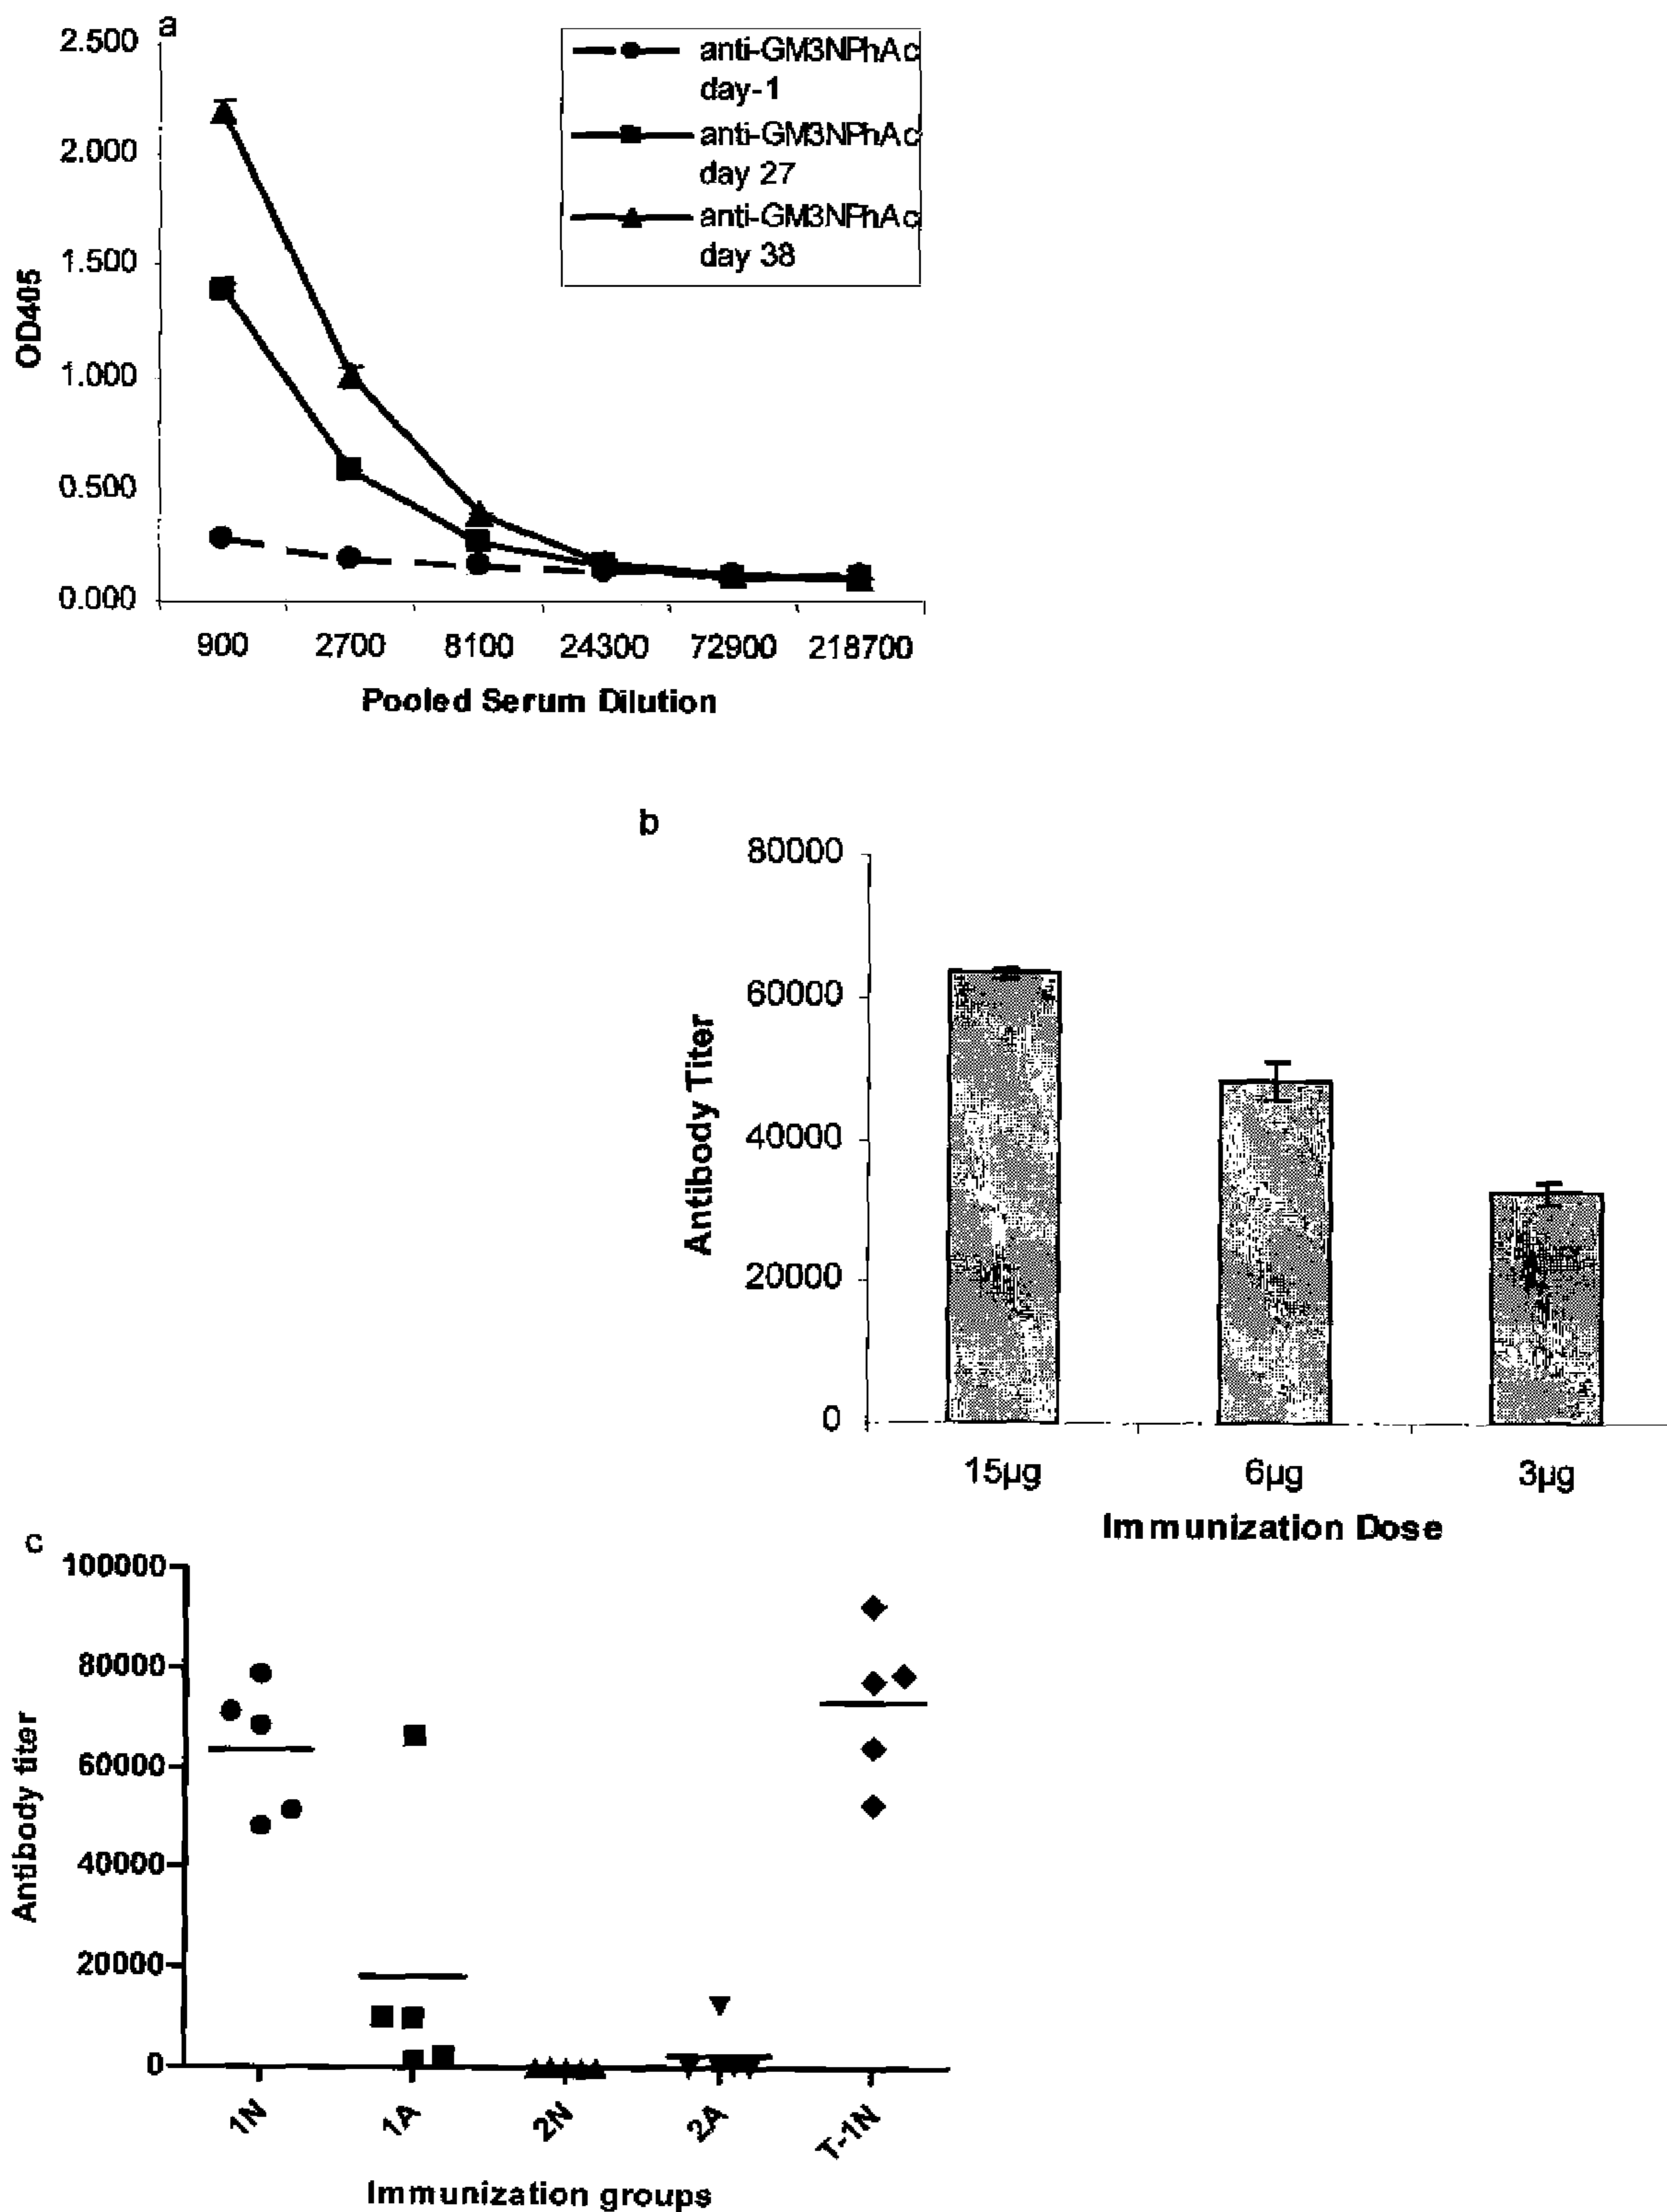 a
2.500
2.000
1.500
1.000
0.500
0.000
OD405
anti-GM3NPhAc
day-1
anti-GM3NPhAc
day 27
anti-GM3NPhAc
day 38
900 2700 8100 24300 72900 218700
Pooled Serum Dilution
b
80000
60000
40000
20000
0
Antibody Titer
15µg 6µg 3µg
Immunization Dose
c
100000
80000
60000
40000
20000
0
Antibody titer
1N 1A 2N 2A T-1N
Immunization groups